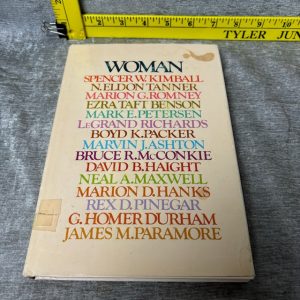 TYLER JUN
WOMAN
SPENCER W. KIMBALL
N. ELDON TANNER
MARION G. ROMNEY
EZRA TAFT BENSON
MARK E. PETERSEN
LEGRAND RICHARDS
BOYD K. PACKER
MARVIN J. ASHTON
BRUCE R. McCONKIE
DAVID B. HAIGHT
NEAL A. MAXWELL
MARION D. HANKS
REX D. PINEGAR
G. HOMER DURHAM
JAMES M. PARAMORE